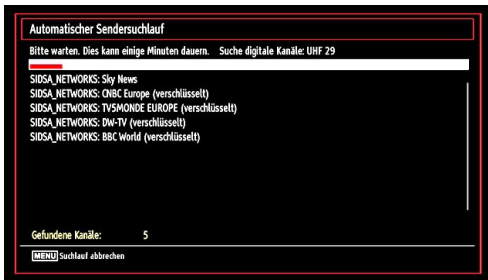 Automatischer Sendersuchlauf
Bitte warten. Dies kann einige Minuten dauern. Suche digitale Kanäle: UHF 29
SIDSA_NETWORKS: Sky News
SIDSA_NETWORKS: CNBC Europe (verschlüsselt)
SIDSA_NETWORKS: TV5MONDE EUROPE (verschlüsselt)
SIDSA_NETWORKS: DW-TV (verschlüsselt)
SIDSA_NETWORKS: BBC World (verschlüsselt)
Gefundene Kanäle: 5
MENU Suchlauf abbrechen